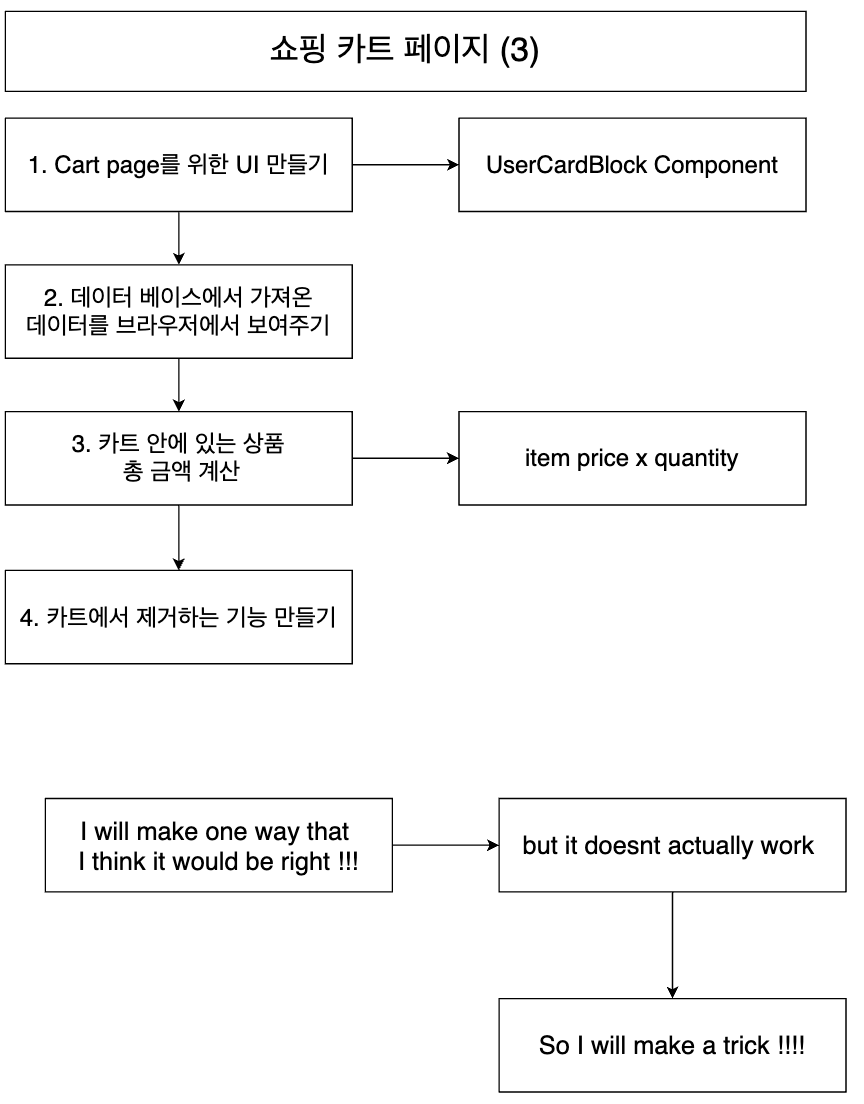 쇼핑 카트 페이지 (3)
1. Cart page를 위한 UI 만들기
UserCardBlock Component
2. 데이터 베이스에서 가져온
데이터를 브라우저에서 보여주기
3. 카트 안에 있는 상품
총 금액 계산
item price x quantity
4. 카트에서 제거하는 기능 만들기
I will make one way that
I think it would be right !!!
but it doesnt actually work
So I will make a trick !!!!